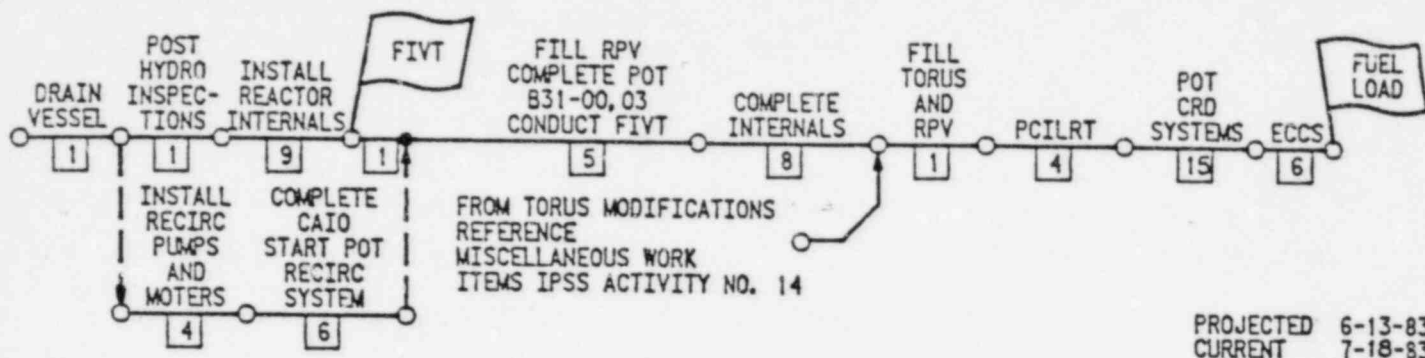 DRAIN
VESSEL
1
POST
HYDRO
INSPEC-
TIONS
1
INSTALL
REACTOR
INTERNALS
9
FIVT
1
FILL RPV
COMPLETE POT
B31-00,03
CONDUCT FIVT
5
COMPLETE
INTERNALS
8
FILL
TORUS
AND
RPV
1
PCILRT
4
POT
CRD
SYSTEMS
15
ECCS
6
FUEL
LOAD
INSTALL
RECIRC
PUMPS
AND
MOTERS
4
COMPLETE
CAIO
START POT
RECIRC
SYSTEM
6
FROM TORUS MODIFICATIONS
REFERENCE
MISCELLANEOUS WORK
ITEMS IPSS ACTIVITY NO. 14
PROJECTED 6-13-83
CURRENT 7-18-83